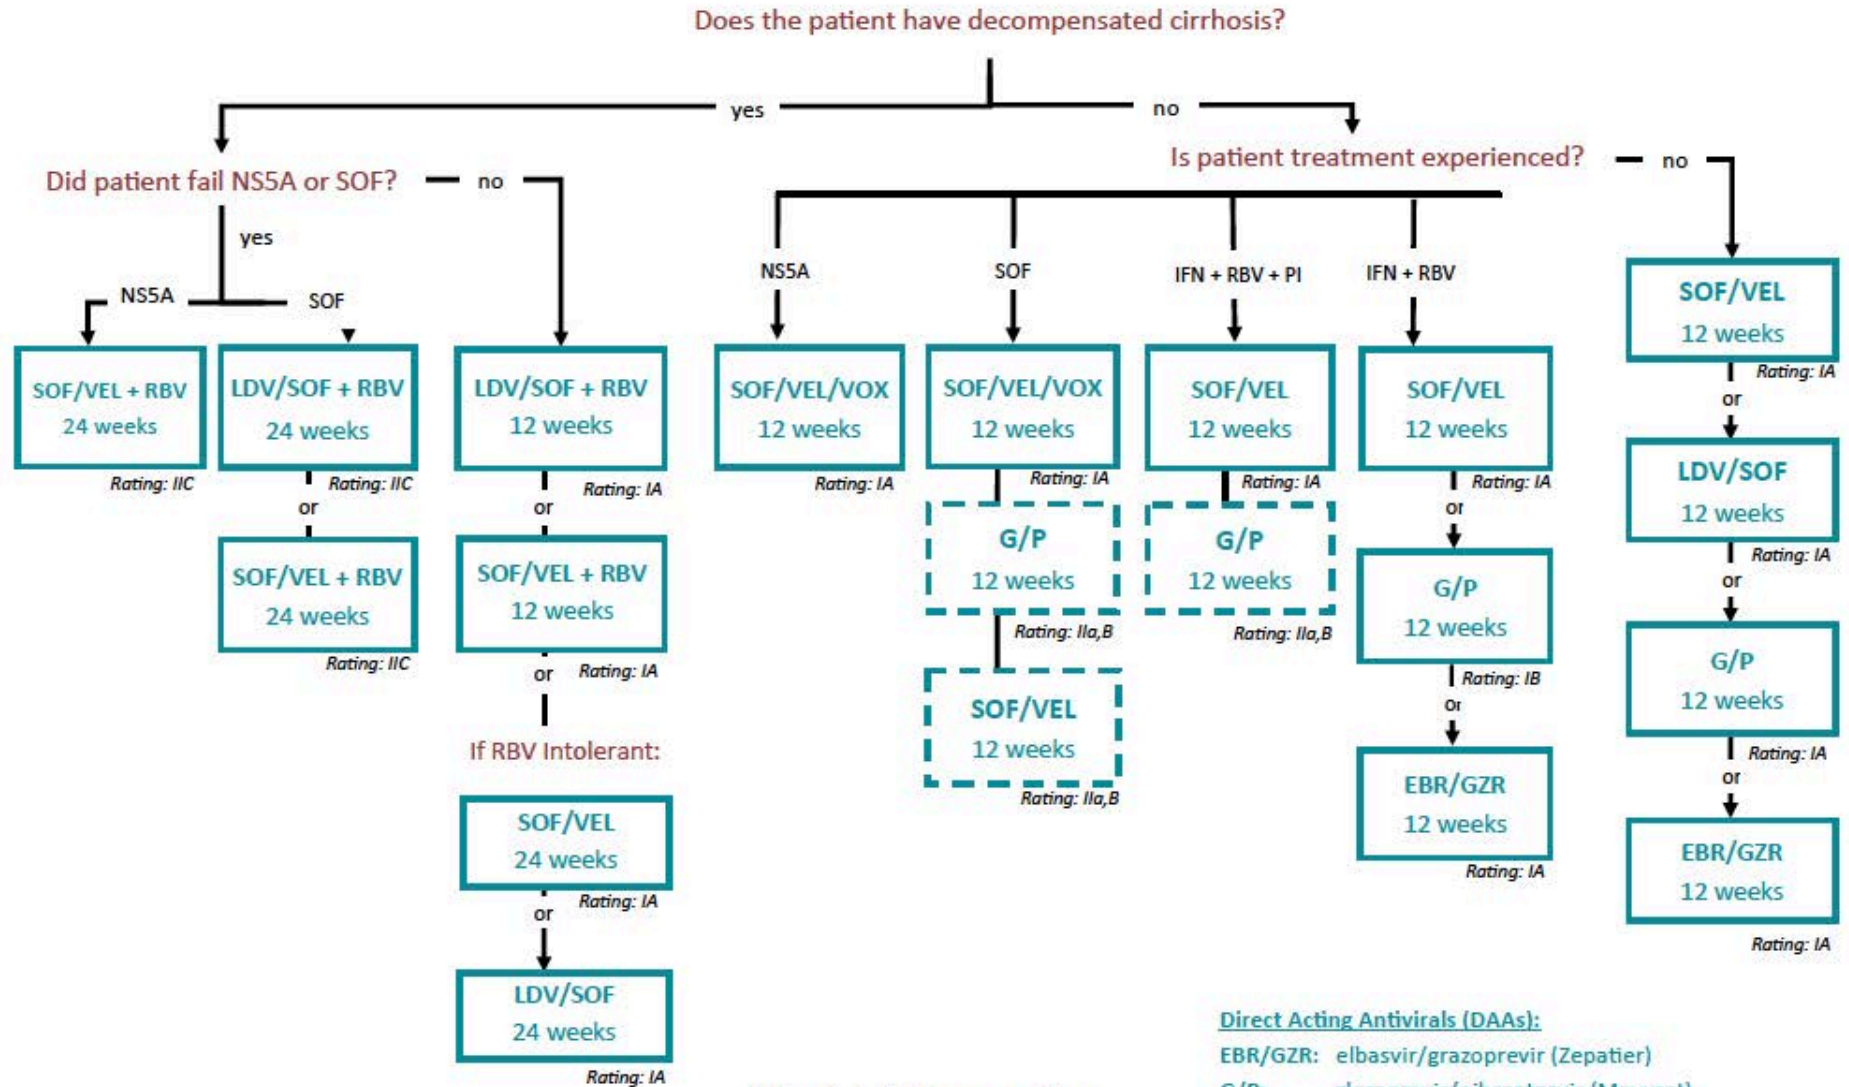 Does the patient have decompensated cirrhosis?
yes
no
Did patient fail NS5A or SOF?
no
Is patient treatment experienced?
no
yes
NS5A
SOF
NS5A
SOF
IFN + RBV + PI
IFN + RBV
SOF/VEL + RBV
24 weeks
Rating: IIC
LDV/SOF + RBV
24 weeks
Rating: IIC
or
SOF/VEL + RBV
24 weeks
Rating: IIC
LDV/SOF + RBV
12 weeks
Rating: IA
or
SOF/VEL + RBV
12 weeks
Rating: IA
or
If RBV Intolerant:
SOF/VEL
24 weeks
Rating: IA
or
LDV/SOF
24 weeks
Rating: IA
SOF/VEL/VOX
12 weeks
Rating: IA
SOF/VEL/VOX
12 weeks
Rating: IA
G/P
12 weeks
Rating: IIa,B
SOF/VEL
12 weeks
Rating: IIa,B
SOF/VEL
12 weeks
Rating: IA
G/P
12 weeks
Rating: IIa,B
SOF/VEL
12 weeks
Rating: IA
or
G/P
12 weeks
Rating: IB
or
EBR/GZR
12 weeks
Rating: IA
SOF/VEL
12 weeks
Rating: IA
or
LDV/SOF
12 weeks
Rating: IA
or
G/P
12 weeks
Rating: IA
or
EBR/GZR
12 weeks
Rating: IA
Direct Acting Antivirals (DAAs):
EBR/GZR: elbasvir/grazoprevir (Zepatier)